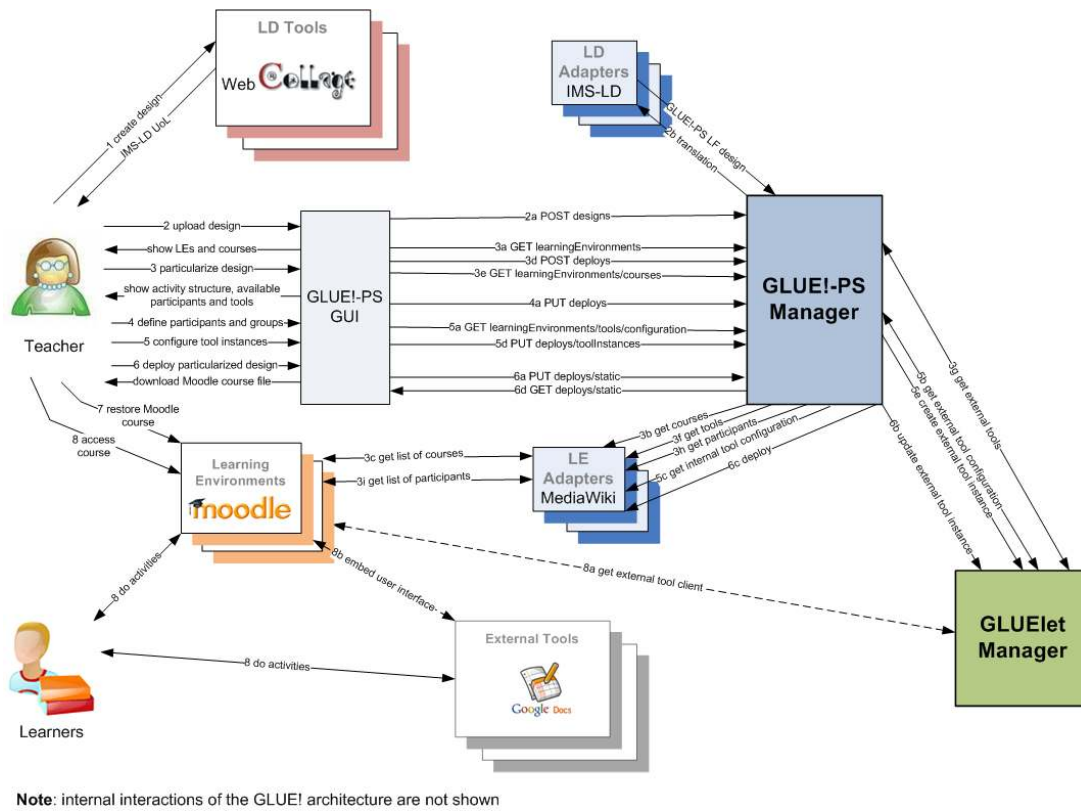 LD Tools
Web Collage
LD
Adapters
IMS-LD
1 create design
IMS-LD UoL
GLUE!-PS LF design
2b translation
2 upload design
show LEs and courses
3 particularize design
show activity structure, available
participants and tools
4 define participants and groups
5 configure tool instances
6 deploy particularized design
download Moodle course file
Teacher
GLUE!-PS
GUI
2a POST designs
3a GET learningEnvironments
3d POST deploys
3e GET learningEnvironments/courses
4a PUT deploys
5a GET learningEnvironments/tools/configuration
5d PUT deploys/toolInstances
6a PUT deploys/static
6d GET deploys/static
GLUE!-PS
Manager
7 restore Moodle
course
8 access
course
3b get courses
3f get tools
3h get participants
5c get internal tool configuration
6c deploy
3g get external tools
5b get external tool configuration
5e create external tool instance
6b update external tool instance
Learning
Environments
moodle
3c get list of courses
3i get list of participants
LE
Adapters
MediaWiki
8a get external tool client
8b embed user interface
8 do activities
GLUElet
Manager
External Tools
Google Docs
8 do activities
Learners
Note: internal interactions of the GLUE! architecture are not shown